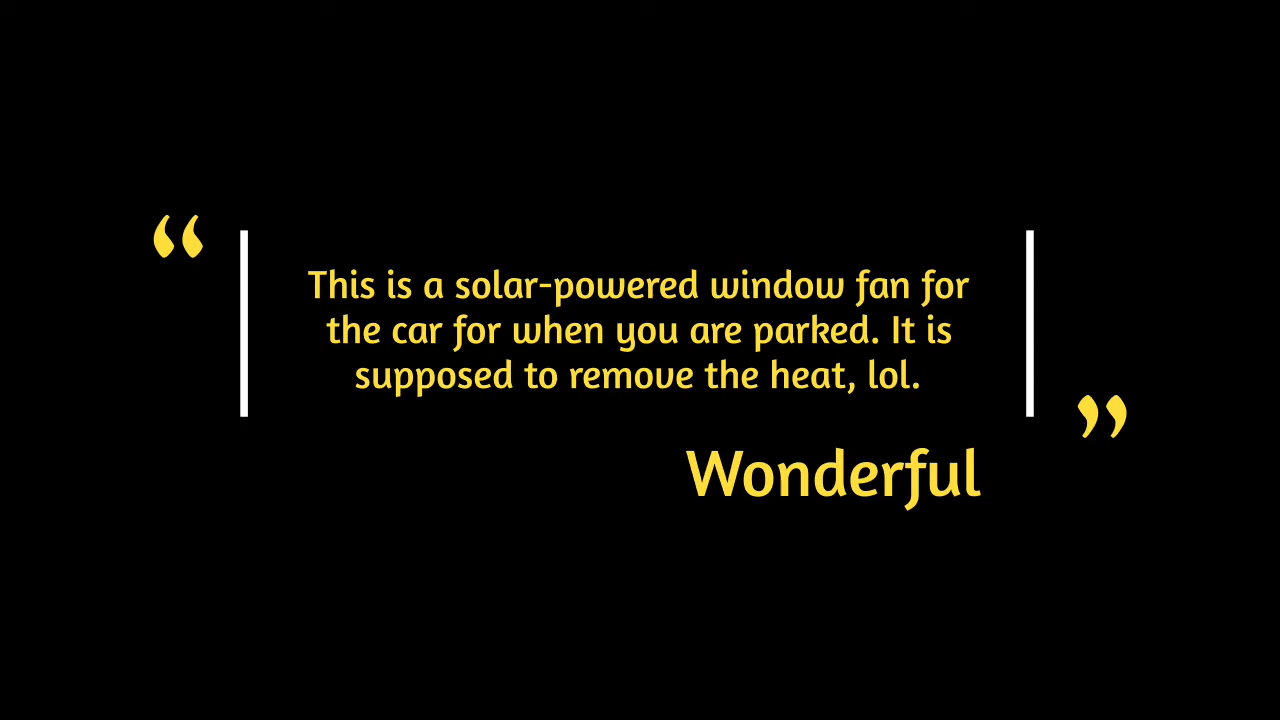 “
This is a solar-powered window fan for
the car for when you are parked. It is
supposed to remove the heat, lol.
”
Wonderful